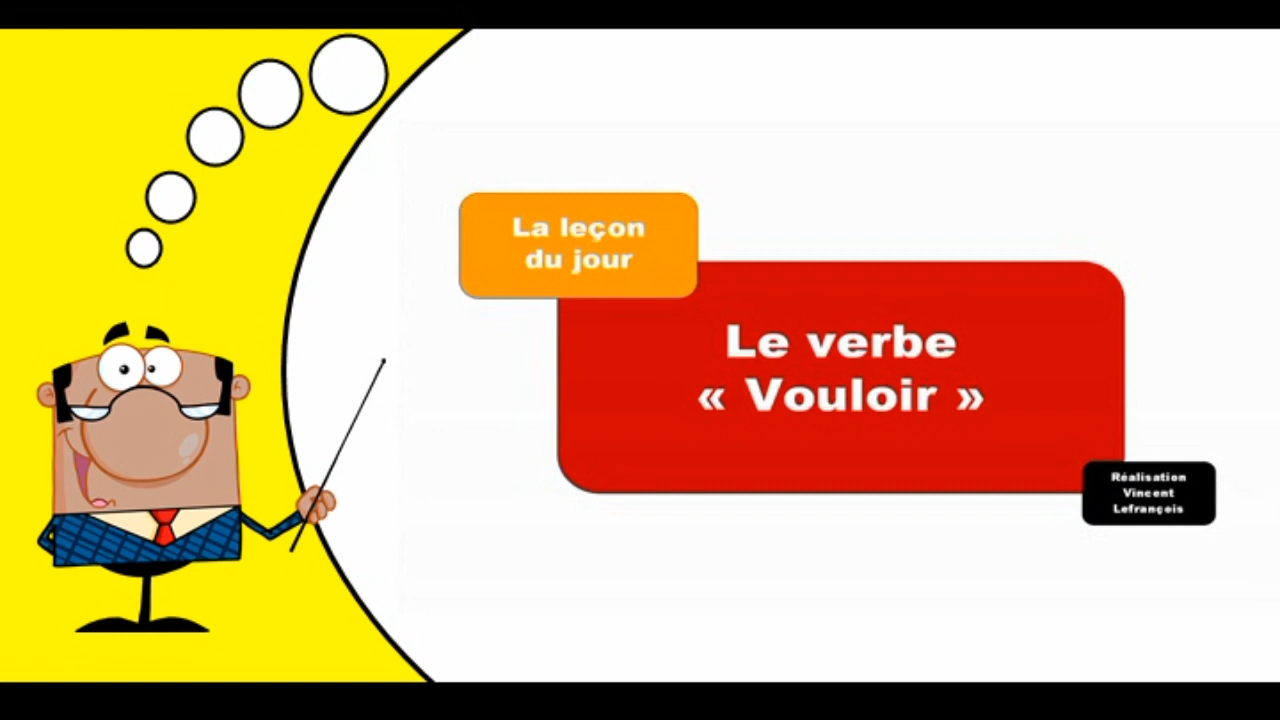 La leçon
du jour
Le verbe
« Vouloir »
Réalisation
Vincent
Lefrançois